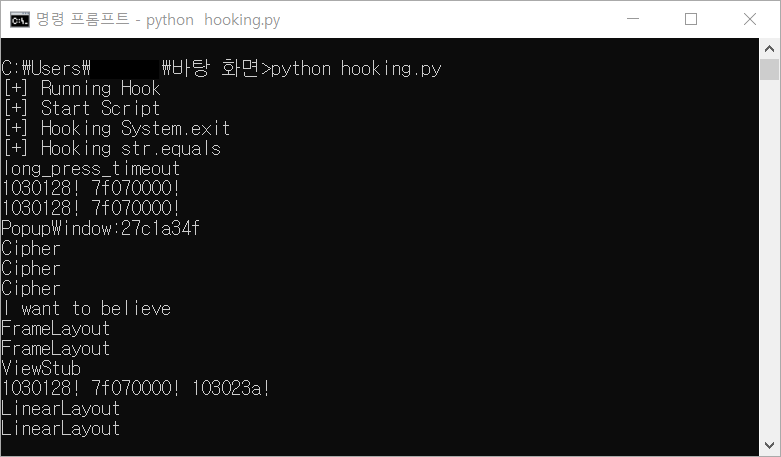 명령 프롬프트 - python hooking.py
C:₩Users₩ ₩바탕 화면>python hooking.py
[+] Running Hook
[+] Start Script
[+] Hooking System.exit
[+] Hooking str.equals
long_press_timeout
1030128! 7f070000!
1030128! 7f070000!
PopupWindow:27c1a34f
Cipher
Cipher
Cipher
I want to believe
FrameLayout
FrameLayout
ViewStub
1030128! 7f070000! 103023a!
LinearLayout
LinearLayout